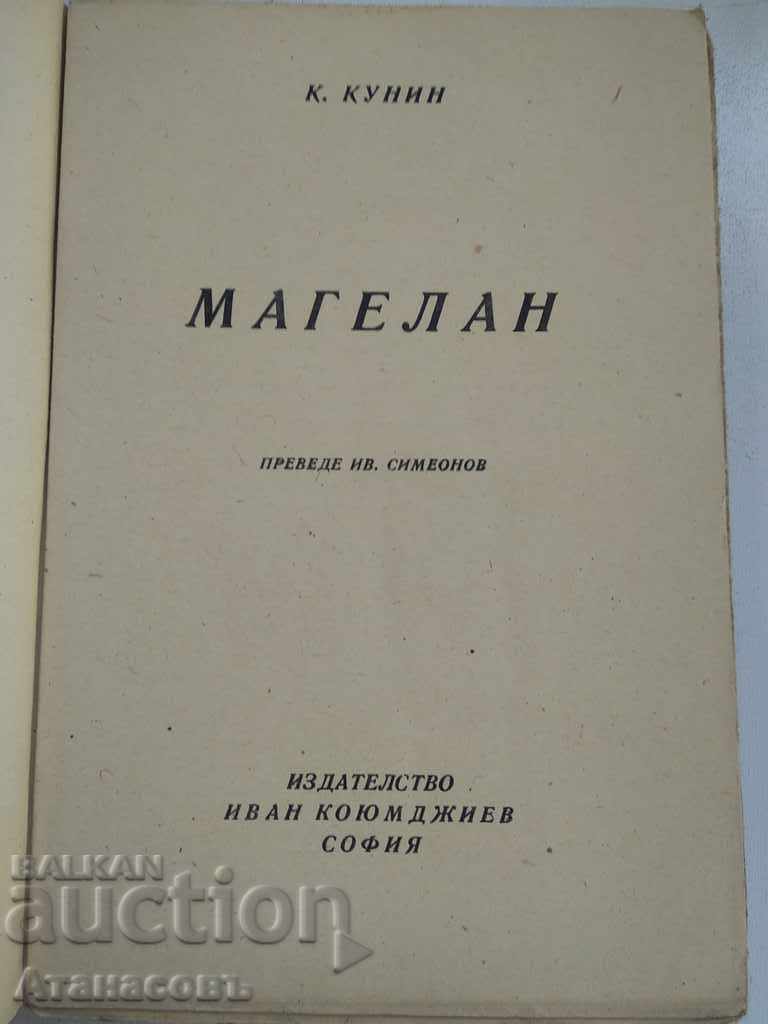 К. КУНИН
МАГЕЛАН
ПРЕВЕДЕ ИВ. СИМЕОНОВ
ИЗДАТЕЛСТВО
ИВАН КОЮМДЖИЕВ
СОФИЯ
BALKAN
auction
Атанасовъ